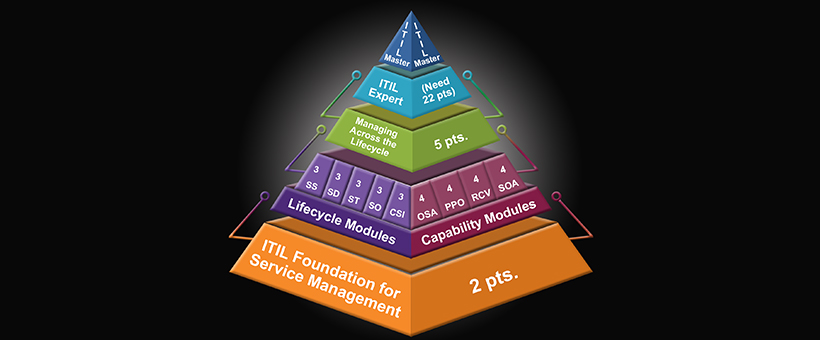 ITIL ITIL
Master Master
ITIL
Expert
(Need
22 pts)
Managing
Across the
Lifecycle
5 pts.
3 3 3 3 3
SS SD ST SO CSI
Lifecycle Modules
4 4 4 4
OSA PPO RCV SOA
Capability Modules
ITIL Foundation for
Service Management
2 pts.